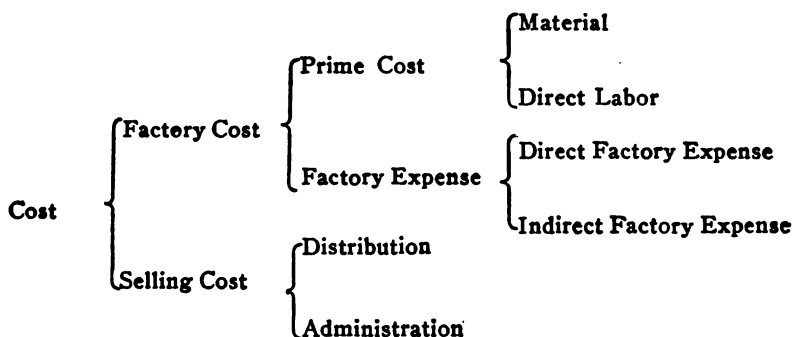 Material
Prime Cost
Direct Labor
Factory Cost
Direct Factory Expense
Factory Expense
Cost
Indirect Factory Expense
Distribution
Selling Cost
Administration